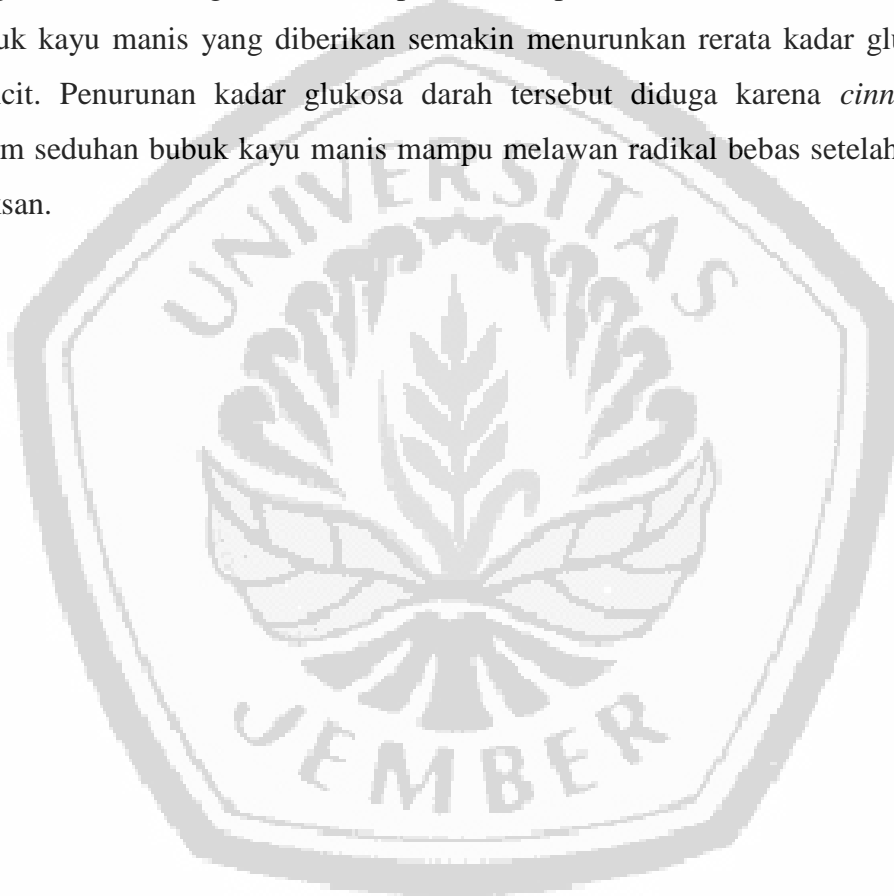 uk kayu manis yang diberikan semakin menurunkan rerata kadar glu
cit. Penurunan kadar glukosa darah tersebut diduga karena cinn
m seduhan bubuk kayu manis mampu melawan radikal bebas setelah
san.
UNIVERSITAS
JEMBER